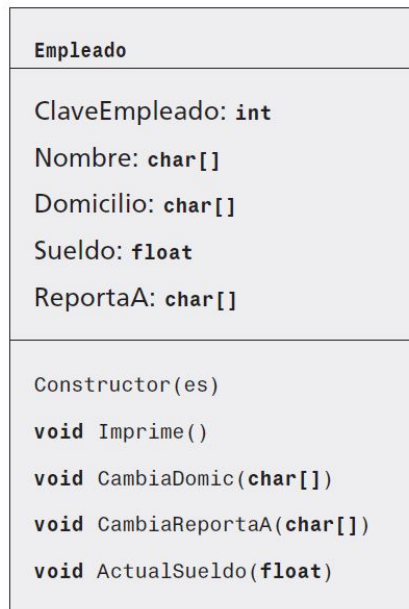 Empleado
ClaveEmpleado: int
Nombre: char[]
Domicilio: char[]
Sueldo: float
ReportaA: char[]
Constructor(es)
void Imprime()
void CambiaDomic(char[])
void CambiaReportaA(char[])
void ActualSueldo(float)